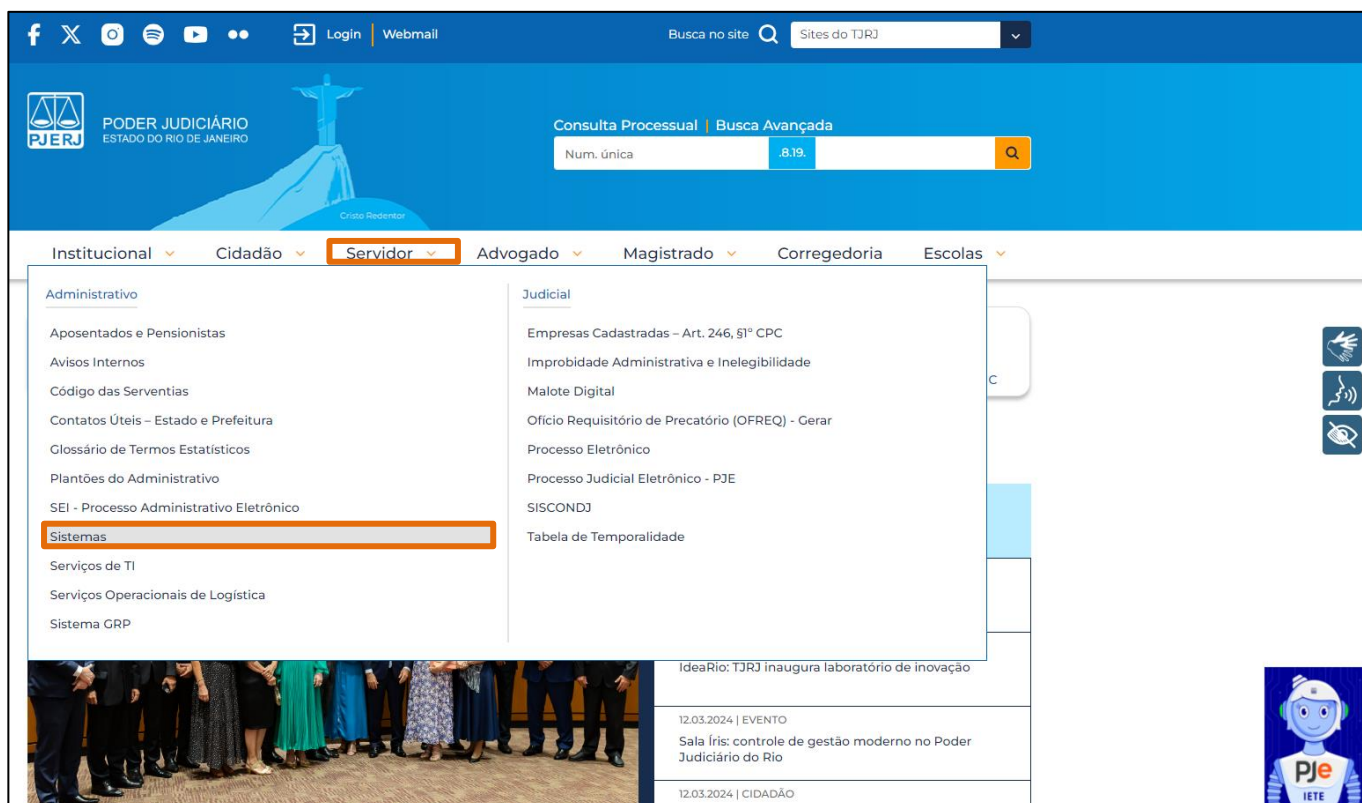 Login | Webmail
Busca no site
Sites do TJRJ
PJERJ
PODER JUDICIÁRIO
ESTADO DO RIO DE JANEIRO
Cristo Redentor
Consulta Processual | Busca Avançada
Num. única
.8.19.
Institucional
Cidadão
Servidor
Advogado
Magistrado
Corregedoria
Escolas
Administrativo
Aposentados e Pensionistas
Avisos Internos
Código das Serventias
Contatos Úteis – Estado e Prefeitura
Glossário de Termos Estatísticos
Plantões do Administrativo
SEI - Processo Administrativo Eletrônico
Sistemas
Serviços de TI
Serviços Operacionais de Logística
Sistema GRP
Judicial
Empresas Cadastradas – Art. 246, §1º CPC
Improbidade Administrativa e Inelegibilidade
Malote Digital
Ofício Requisitório de Precatório (OFREQ) - Gerar
Processo Eletrônico
Processo Judicial Eletrônico - PJE
SISCONDJ
Tabela de Temporalidade
C
IdeaRio: TJRJ inaugura laboratório de inovação
12.03.2024 | EVENTO
Sala Íris: controle de gestão moderno no Poder
Judiciário do Rio
12.03.2024 | CIDADÃO
PJe
IETE